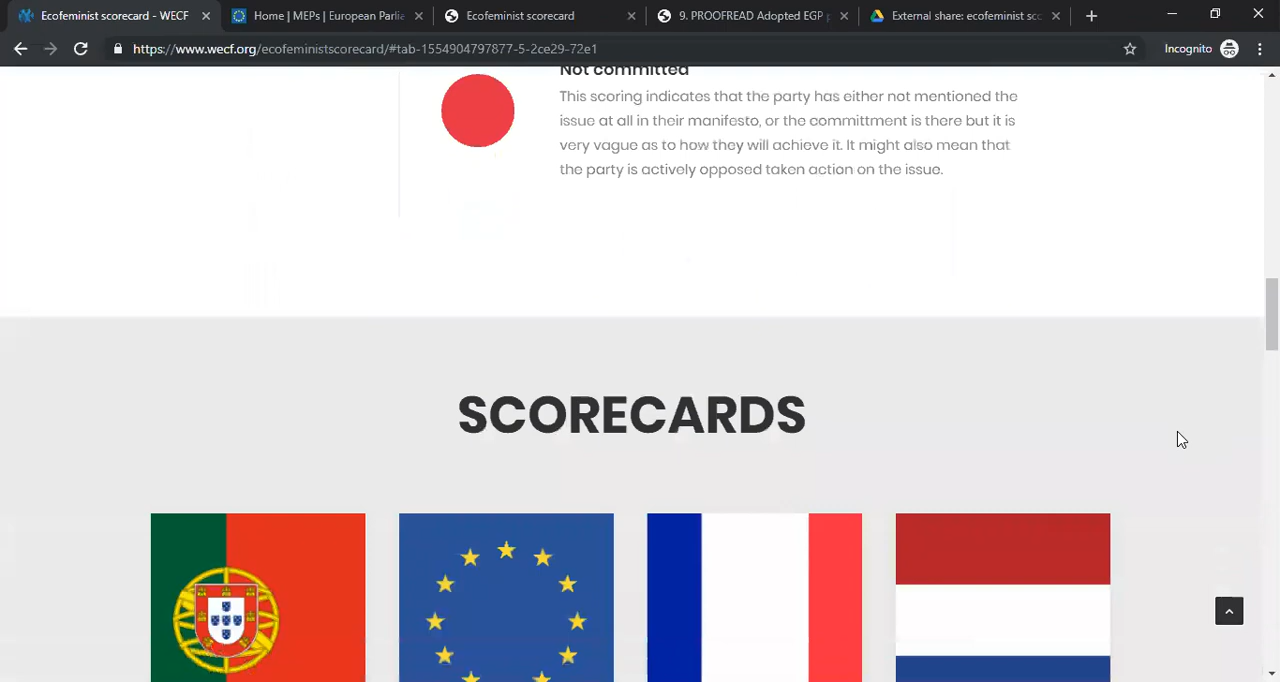 Ecofeminist scorecard - WECF
Home | MEPs | European Parlie
Ecofeminist scorecard
9. PROOFREAD Adopted EGP p
External share: ecofeminist sco
https://www.wecf.org/ecofeministscorecard/#tab-1554904797877-5-2ce29-72e1
Incognito
Not committed
This scoring indicates that the party has either not mentioned the
issue at all in their manifesto, or the committment is there but it is
very vague as to how they will achieve it. It might also mean that
the party is actively opposed taken action on the issue.
SCORECARDS